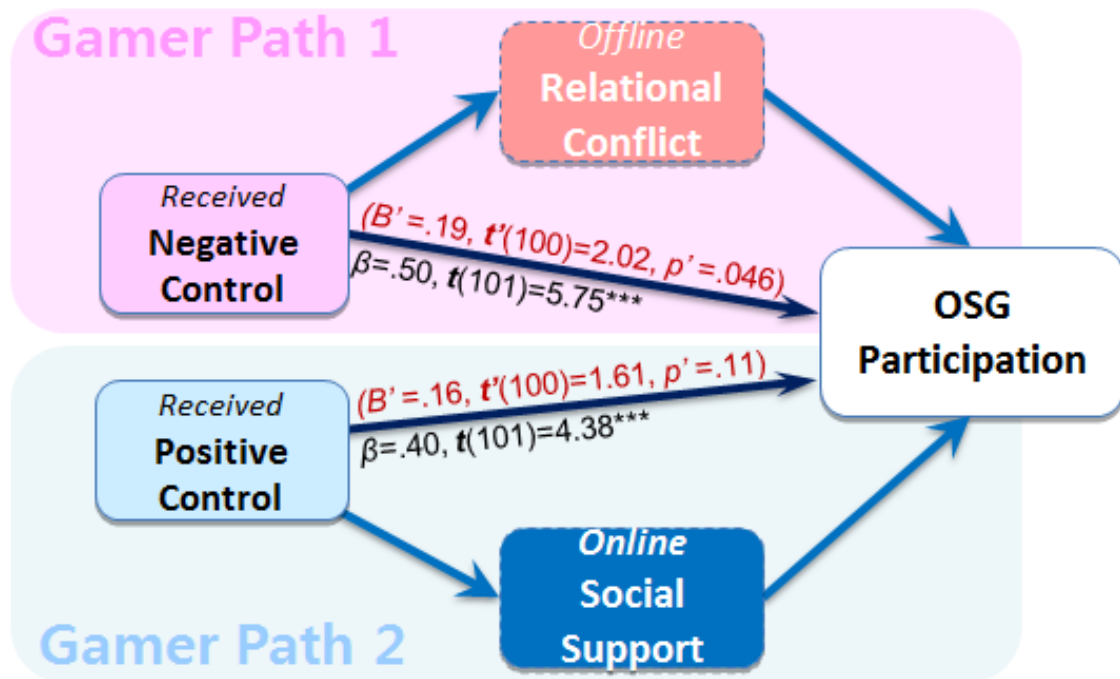 Gamer Path 1
Offline
Relational
Conflict
Received
Negative
Control
(B’ =.19, t’(100)=2.02, p’ =.046)
β=.50, t(101)=5.75***
OSG
Participation
Received
Positive
Control
(B’ =.16, t’(100)=1.61, p’ =.11)
β=.40, t(101)=4.38***
Online
Social
Support
Gamer Path 2